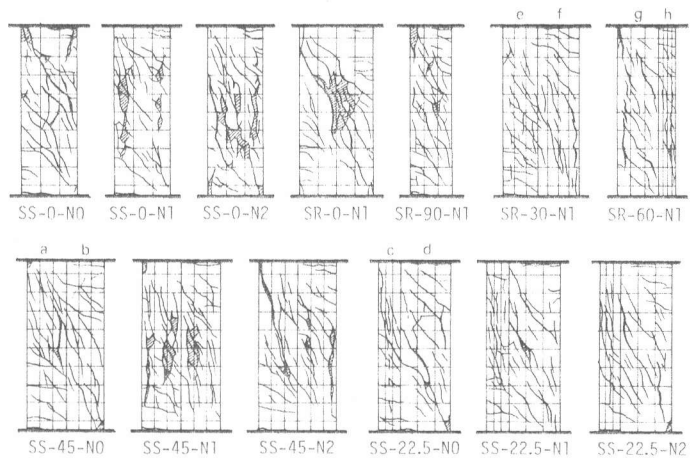 e f g h
SS-0-N0 SS-0-N1 SS-0-N2 SR-0-N1 SR-90-N1 SR-30-N1 SR-60-N1
a b c d
SS-45-N0 SS-45-N1 SS-45-N2 SS-22.5-N0 SS-22.5-N1 SS-22.5-N2